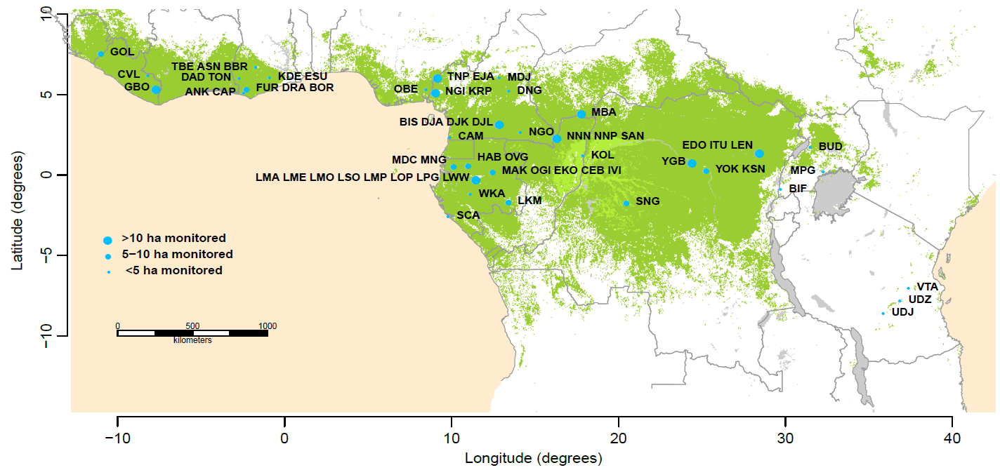 10
GOL
TBE ASN BBR
CVL
DAD TON
KDE ESU
TNP EJA
MDJ
GBO
FUR DRA BOR
5
ANK CAP
OBE
NGI KRP
DNG
MBA
BIS DJA DJK DJL
NGO
CAM
NNN NNP SAN
EDO ITU LEN
BUD
HAB OVG
KOL
MDC MNG
YGB
0
MAK OGI EKO CEB IVI
YOK KSN
MPG
LMA LME LMO LSO LMP LOP LPG LWW
WKA
BIF
LKM
SNG
SCA
>10 ha monitored
5−10 ha monitored
−5
<5 ha monitored
VTA
UDZ
UDJ
0 500 1000
kilometers
−10
Latitude (degrees)
−10 0 10 20 30 40
Longitude (degrees)